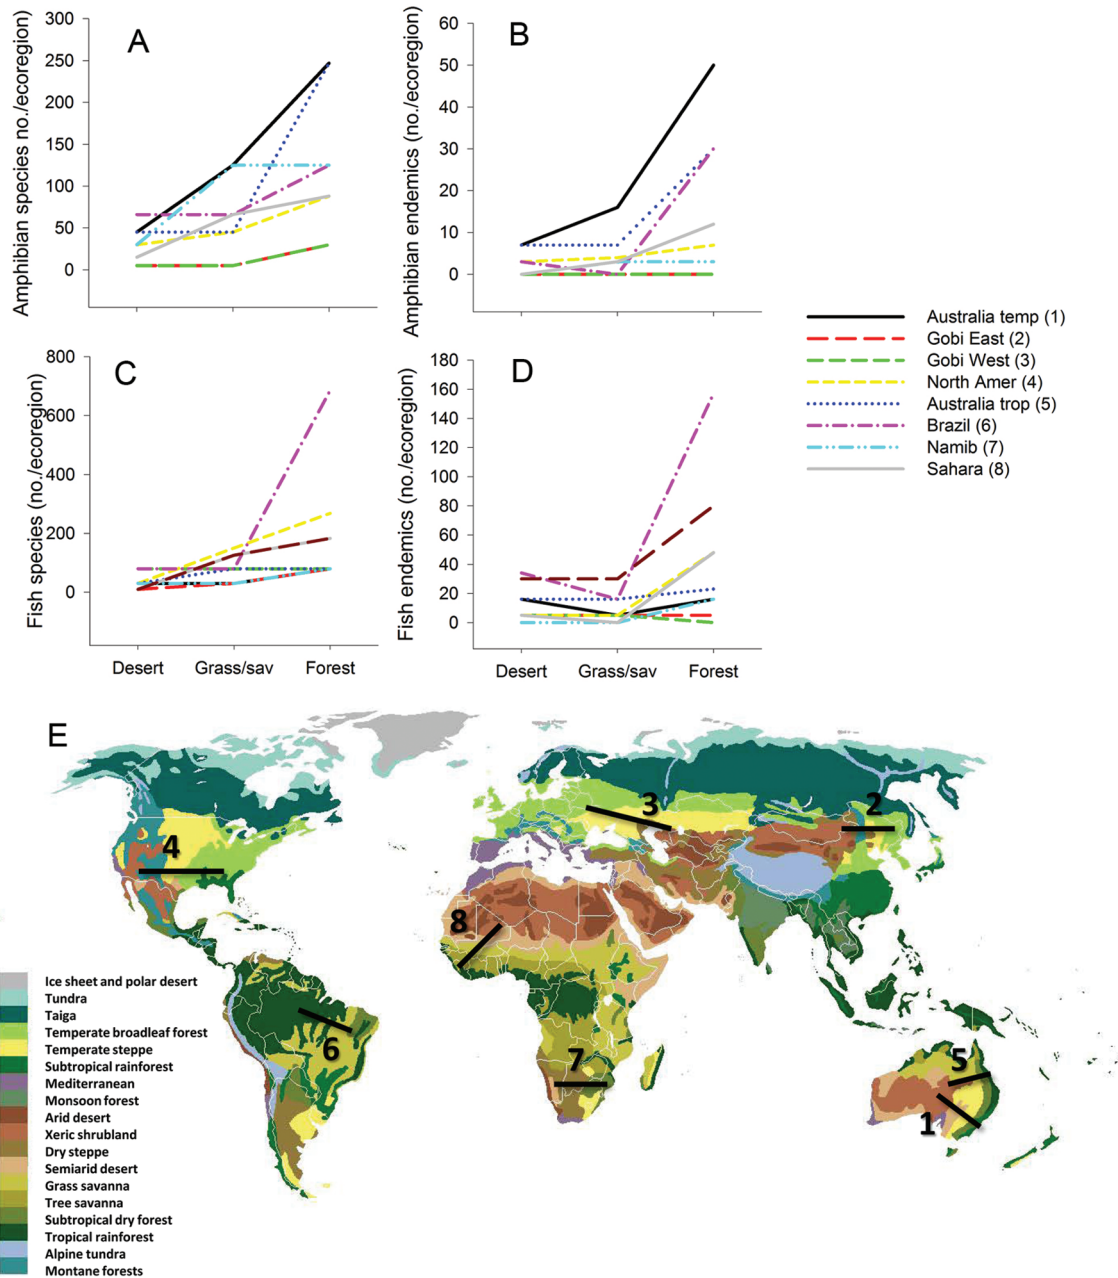 A
Amphibian species no./ecoregion)
300
250
200
150
100
50
0
B
Amphibian endemics (no./ecoregion)
60
50
40
30
20
10
0
C
Fish species (no./ecoregion)
800
600
400
200
0
Desert Grass/sav Forest
D
Fish endemics (no./ecoregion)
180
160
140
120
100
80
60
40
20
0
Desert Grass/sav Forest
Australia temp (1)
Gobi East (2)
Gobi West (3)
North Amer (4)
Australia trop (5)
Brazil (6)
Namib (7)
Sahara (8)
E
3
2
4
8
6
7
5
1
Ice sheet and polar desert
Tundra
Taiga
Temperate broadleaf forest
Temperate steppe
Subtropical rainforest
Mediterranean
Monsoon forest
Arid desert
Xeric shrubland
Dry steppe
Semiarid desert
Grass savanna
Tree savanna
Subtropical dry forest
Tropical rainforest
Alpine tundra
Montane forests